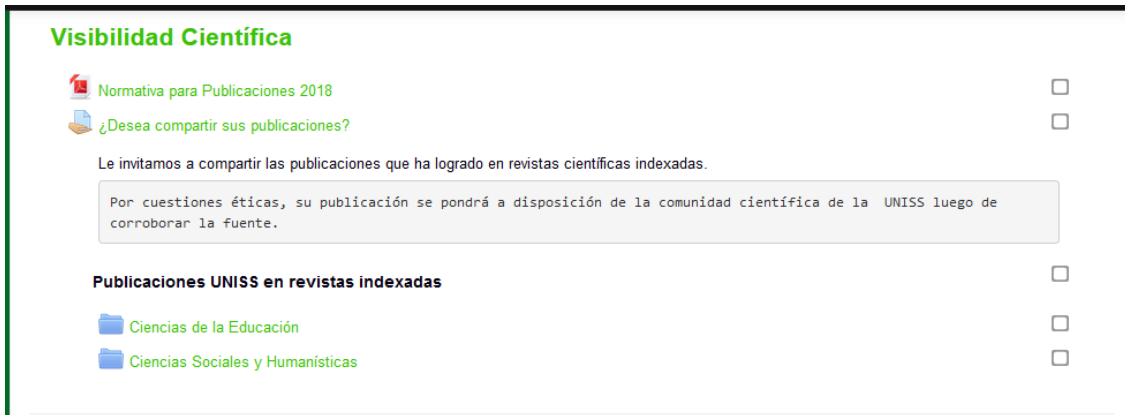 Visibilidad Científica
Normativa para Publicaciones 2018
¿Desea compartir sus publicaciones?
Le invitamos a compartir las publicaciones que ha logrado en revistas científicas indexadas.
Por cuestiones éticas, su publicación se pondrá a disposición de la comunidad científica de la  UNISS luego de
corroborar la fuente.
Publicaciones UNISS en revistas indexadas
Ciencias de la Educación
Ciencias Sociales y Humanísticas